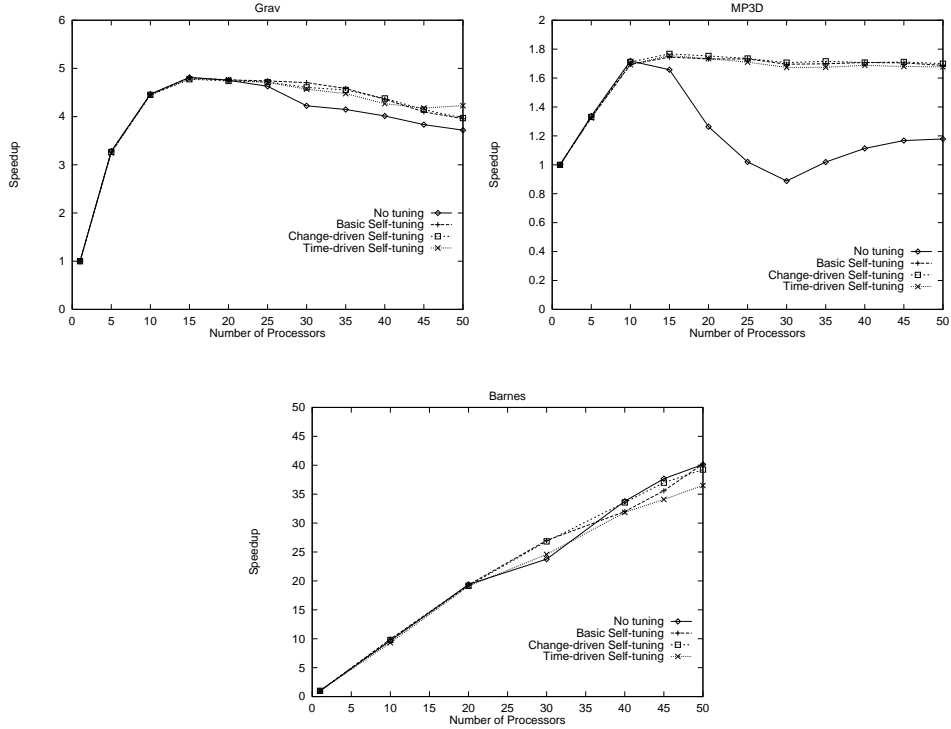 Grav
6
5
4
3
2
1
0
Speedup
No tuning
Basic Self-tuning
Change-driven Self-tuning
Time-driven Self-tuning
0 5 10 15 20 25 30 35 40 45 50
Number of Processors
MP3D
2
1.8
1.6
1.4
1.2
1
0.8
0.6
0.4
0.2
0
Speedup
No tuning
Basic Self-tuning
Change-driven Self-tuning
Time-driven Self-tuning
0 5 10 15 20 25 30 35 40 45 50
Number of Processors
Barnes
50
45
40
35
30
25
20
15
10
5
0
Speedup
No tuning
Basic Self-tuning
Change-driven Self-tuning
Time-driven Self-tuning
0 5 10 15 20 25 30 35 40 45 50
Number of Processors